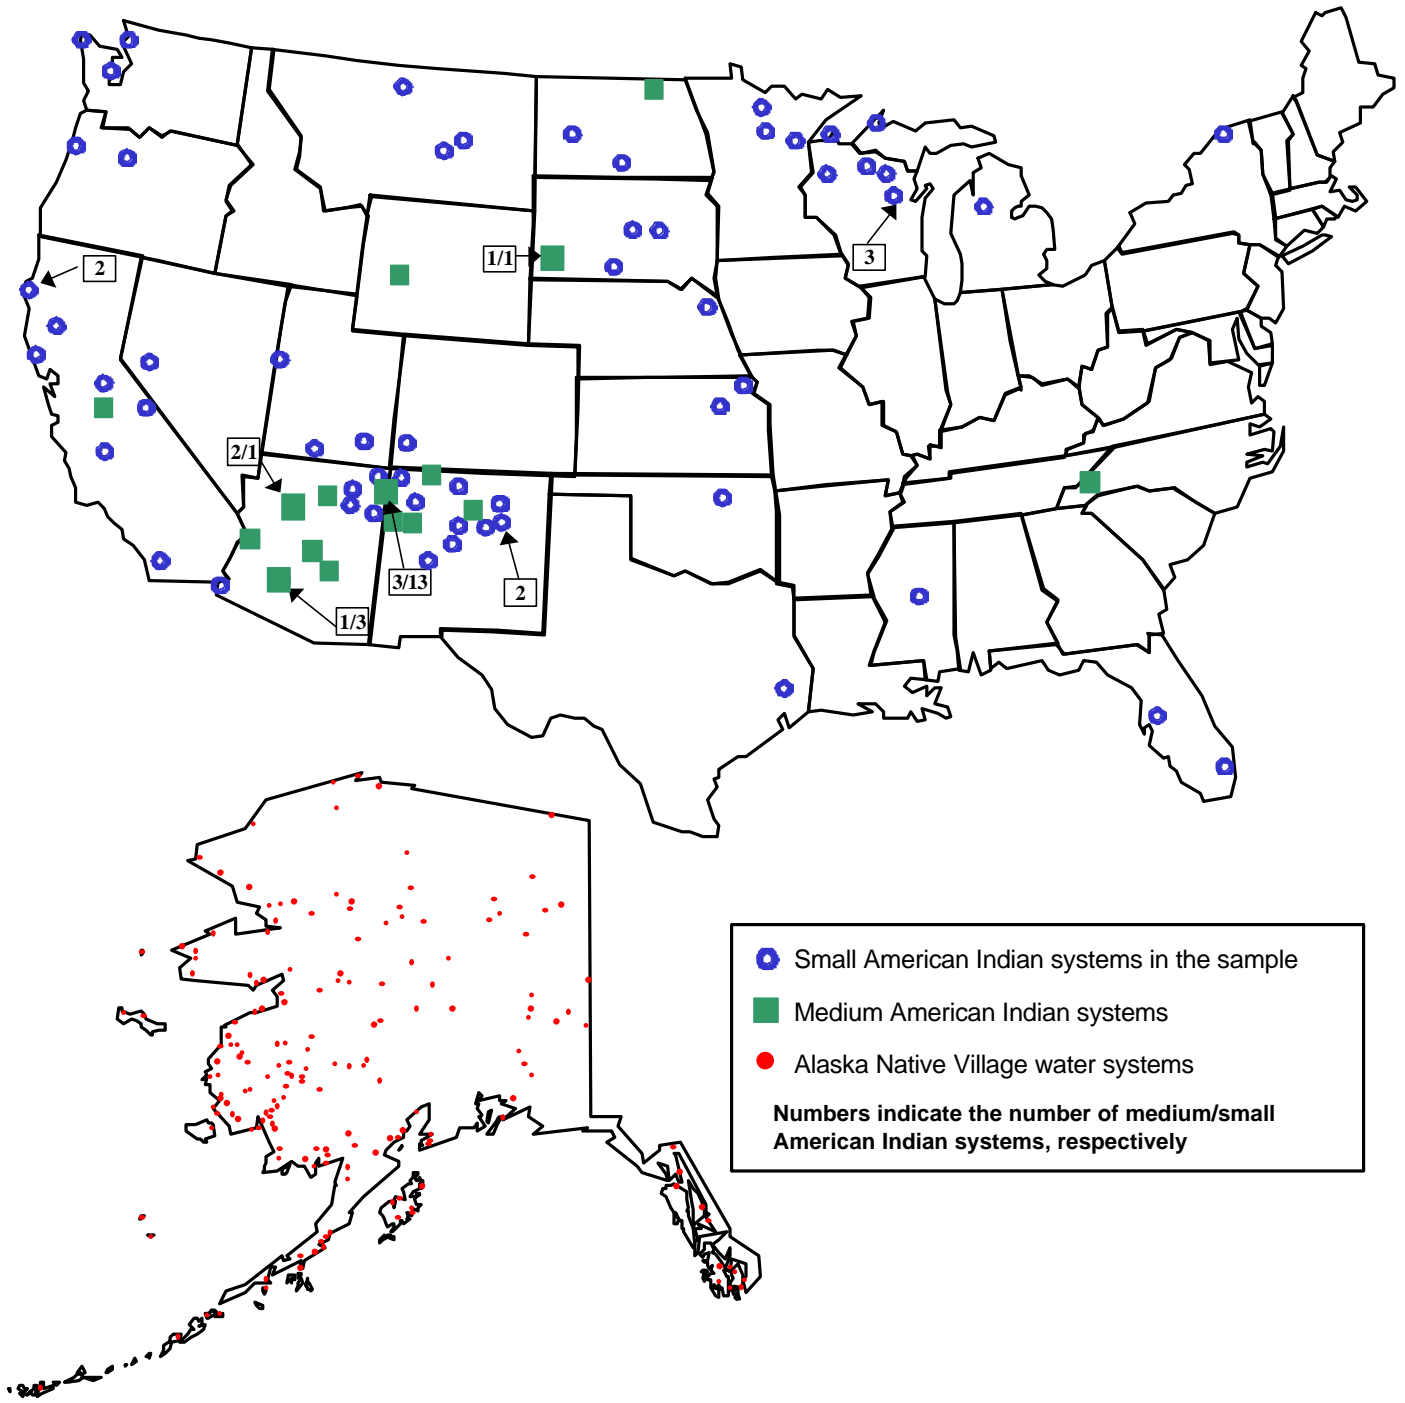 2
1/1
3
2/1
3/13
2
1/3
Small American Indian systems in the sample
Medium American Indian systems
Alaska Native Village water systems
Numbers indicate the number of medium/small
American Indian systems, respectively